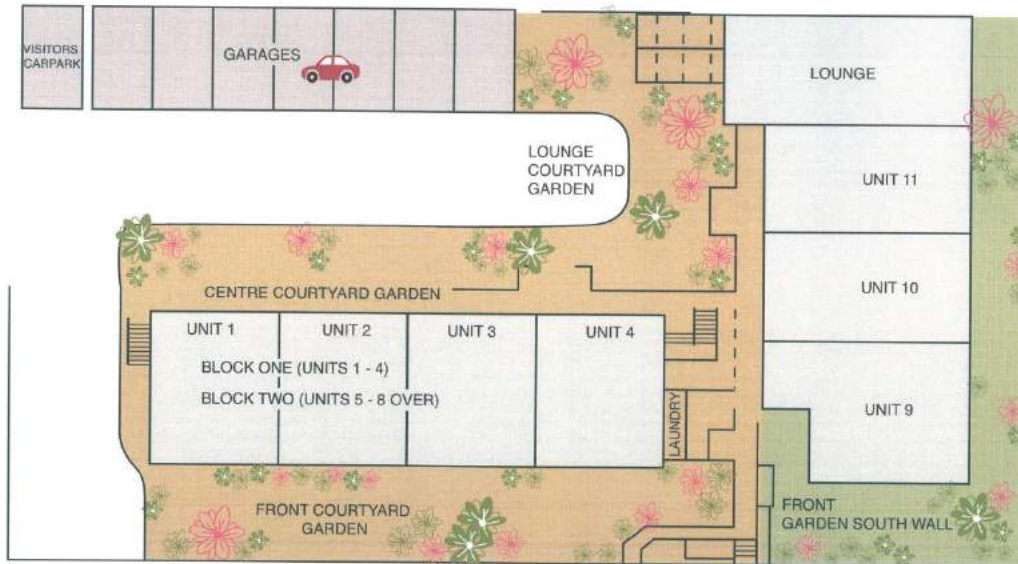 VISITORS
CARPARK
GARAGES
LOUNGE
LOUNGE
COURTYARD
GARDEN
UNIT 11
UNIT 10
CENTRE COURTYARD GARDEN
UNIT 1
UNIT 2
UNIT 3
UNIT 4
BLOCK ONE (UNITS 1 - 4)
BLOCK TWO (UNITS 5 - 8 OVER)
LAUNDRY
UNIT 9
FRONT COURTYARD
GARDEN
FRONT
GARDEN SOUTH WALL